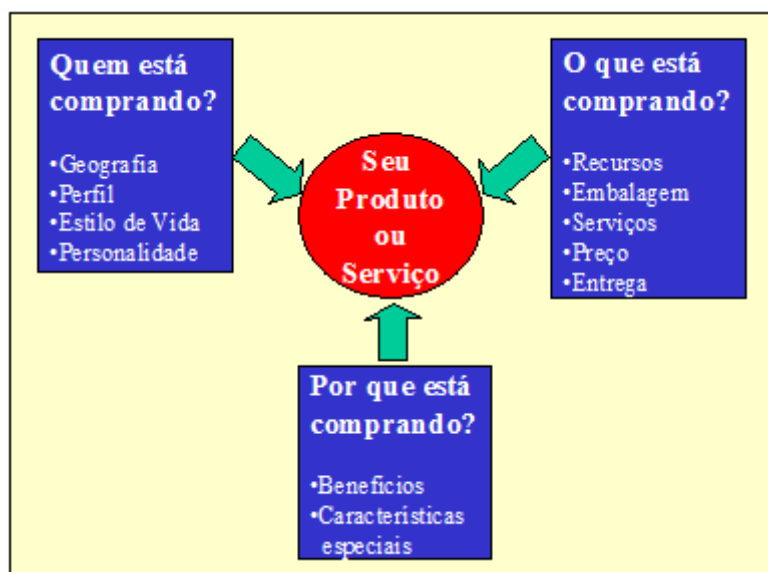 Quem está
comprando?
•Geografia
•Perfil
•Estilo de Vida
•Personalidade
Seu
Produto
ou
Serviço
O que está
comprando?
•Recursos
•Embalagem
•Serviços
•Preço
•Entrega
Por que está
comprando?
•Benefícios
•Características
especiais